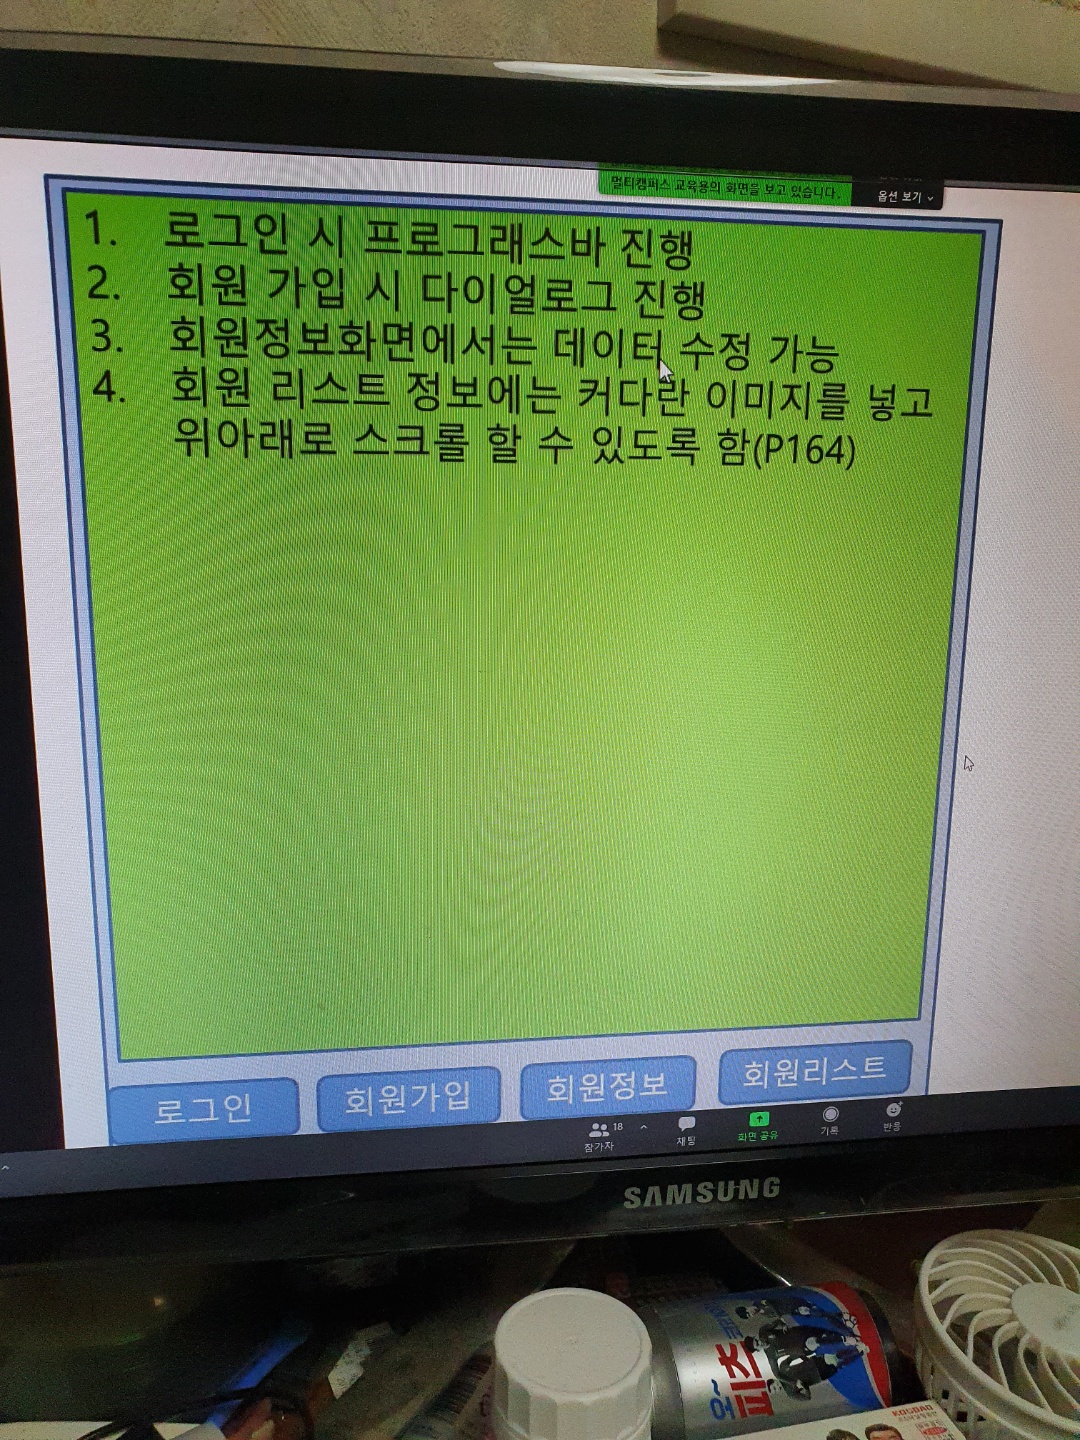 멀티캠퍼스 교육용의 화면을 보고 있습니다.
옵션 보기
1. 로그인 시 프로그래스바 진행
2. 회원 가입 시 다이얼로그 진행
3. 회원정보화면에서는 데이터 수정 가능
4. 회원 리스트 정보에는 커다란 이미지를 넣고
위아래로 스크롤 할 수 있도록 함(P164)
로그인
회원가입
회원정보
회원리스트
18
참가자
채팅
화면 공유
기록
반응
SAMSUNG
KOSDAQ